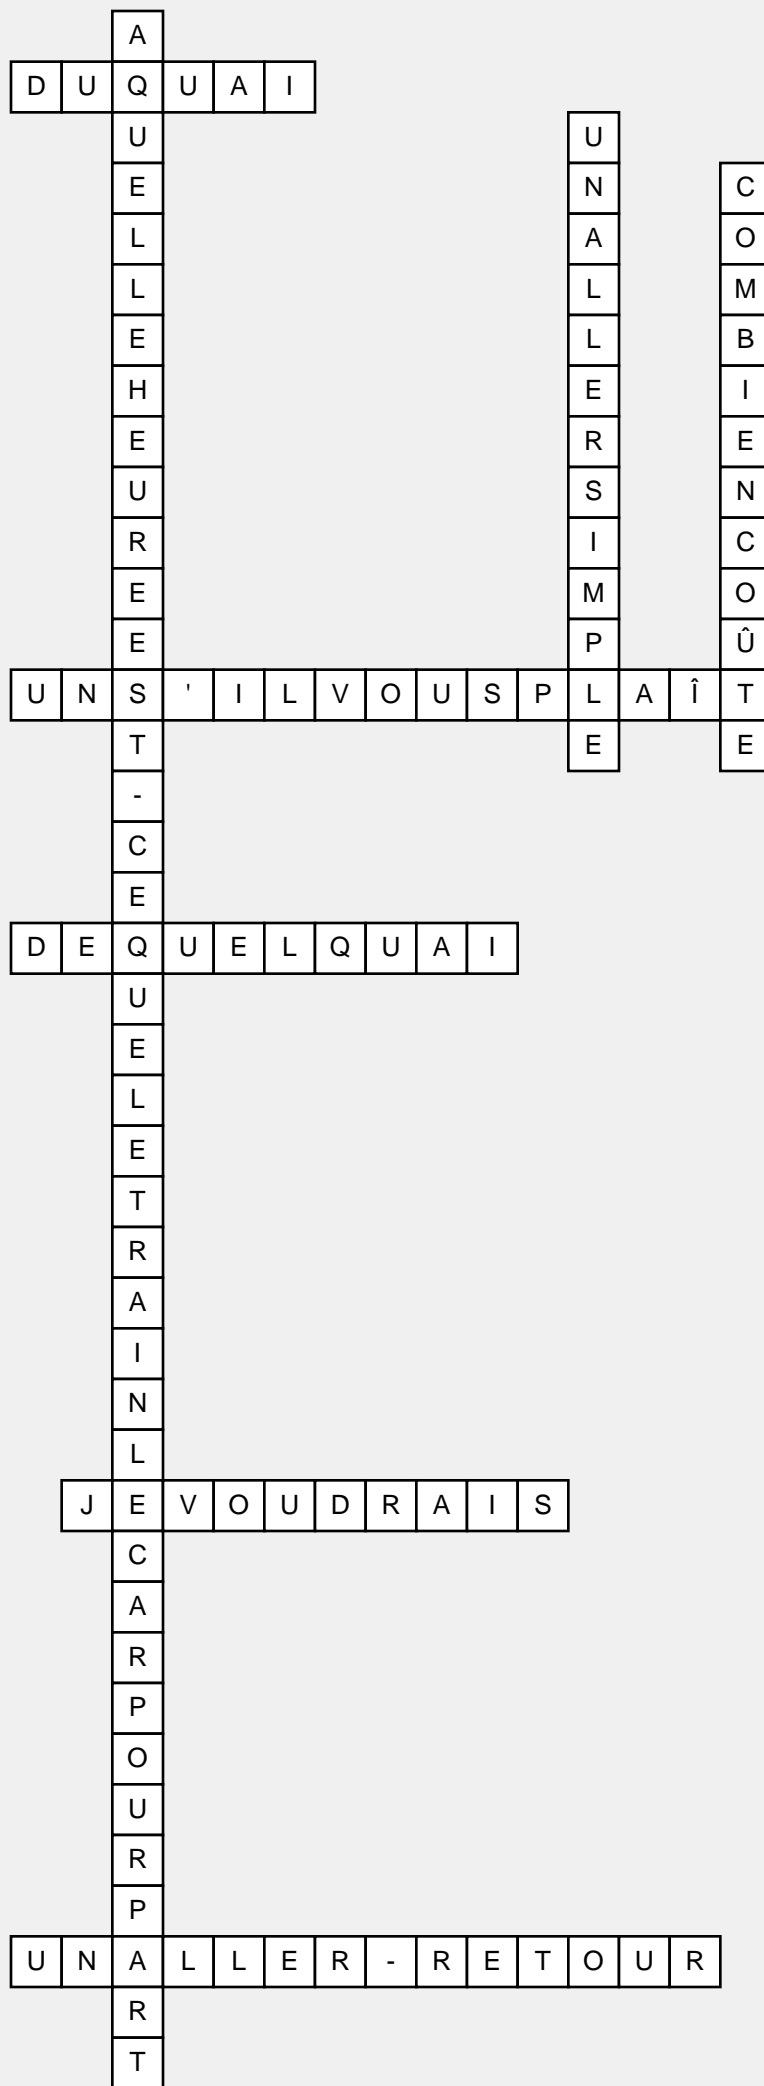 AQUELLEHEUREEST-CEQUELETRAINLECARPOURPART
DUQUAI
UNALLERSIMPLE
COMBIENCOÛTE
UNS'ILVOUSPLAÎT
DEQUELQUAI
JEVOUDRAIS
UNALLER-RETOUR